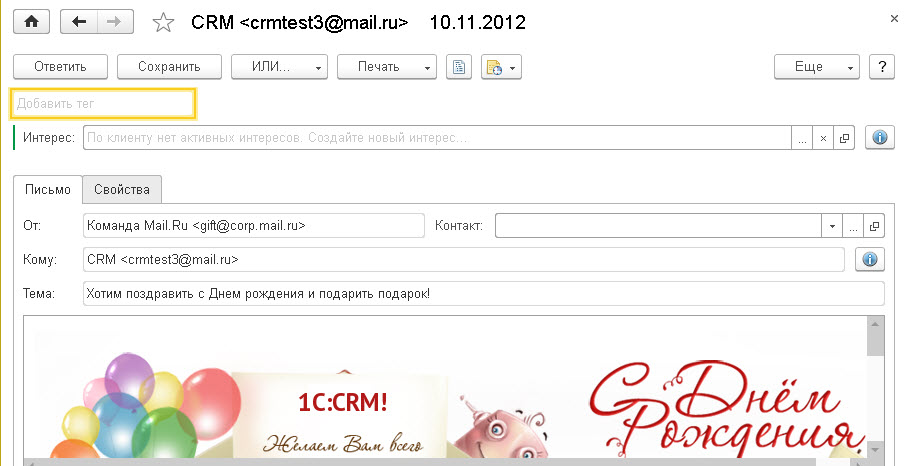 CRM <crmtest3@mail.ru> 10.11.2012
Ответить Сохранить ИЛИ... Печать Еще ?
Добавить тег
Интерес: По клиенту нет активных интересов. Создайте новый интерес... ...
Письмо Свойства
От: Команда Mail.Ru <gift@corp.mail.ru> Контакт: ...
Кому: CRM <crmtest3@mail.ru>
Тема: Хотим поздравить с Днем рождения и подарить подарок!
1C:CRM!
Желаем Вам всего
С Днём
Рождения